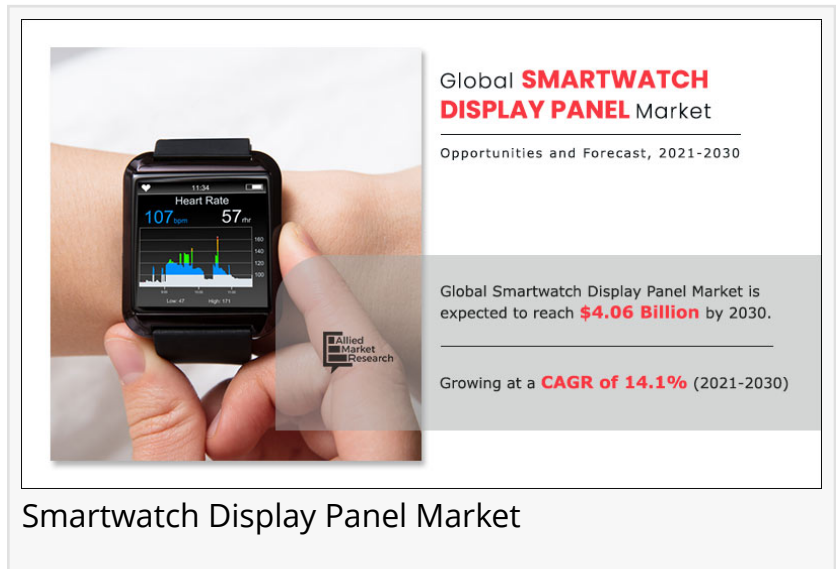 Global SMARTWATCH
DISPLAY PANEL Market
Opportunities and Forecast, 2021-2030
11:34
Heart Rate
107bpm 57rhr
160
140
120
100
Low: 47 High: 171
Global Smartwatch Display Panel Market is
expected to reach $4.06 Billion by 2030.
Allied
Market
Research
Growing at a CAGR of 14.1% (2021-2030)
Smartwatch Display Panel Market